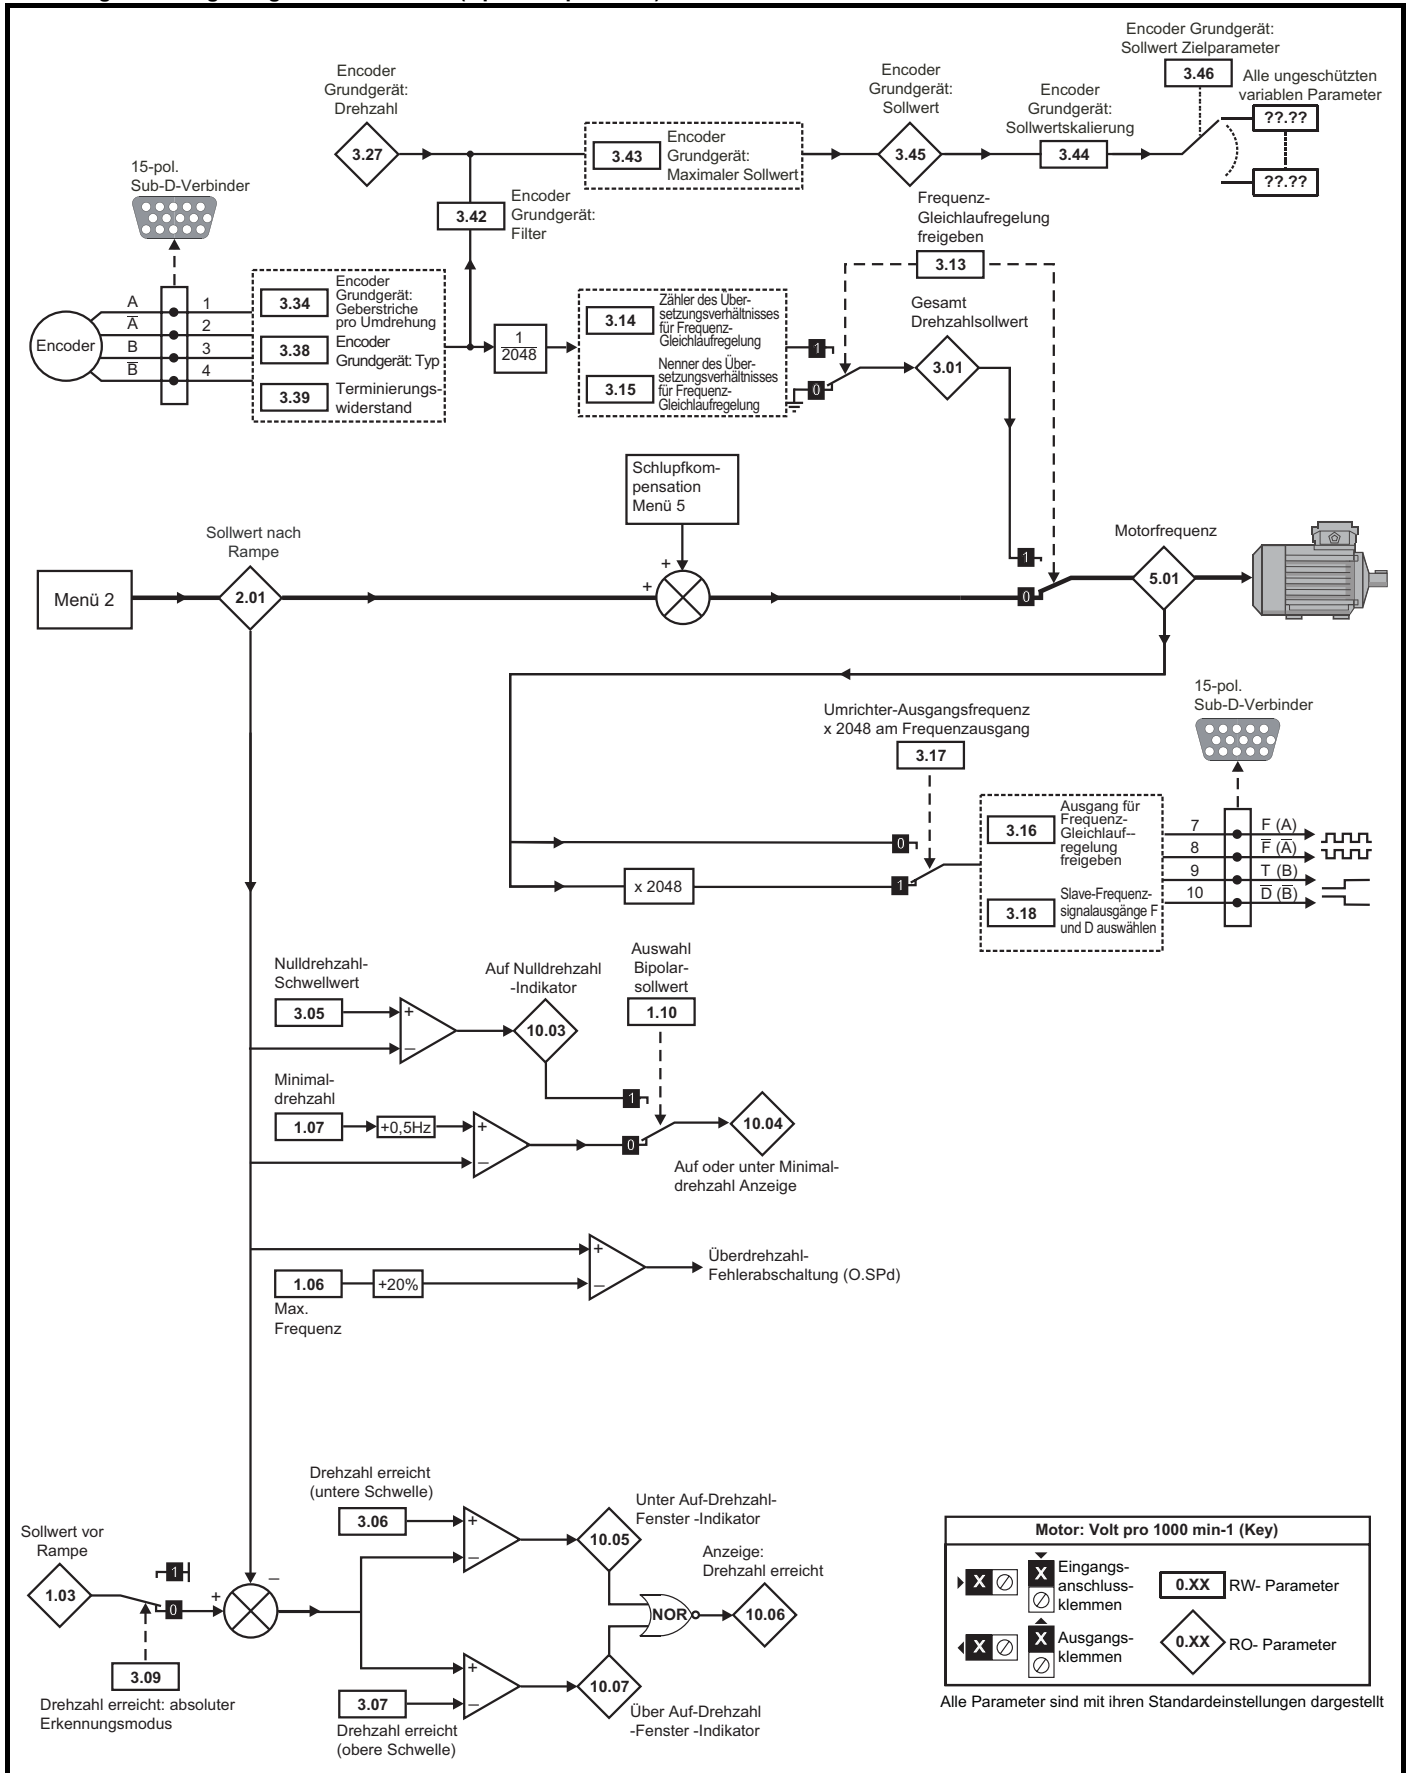 Encoder Grundgerät:
Sollwert Zielparameter
3.46
Alle ungeschützten
variablen Parameter
??.??
??.??
Encoder
Grundgerät:
Drehzahl
3.27
3.43
Encoder
Grundgerät:
Maximaler Sollwert
Encoder
Grundgerät:
Sollwert
3.45
Encoder
Grundgerät:
Sollwertskalierung
3.44
15-pol.
Sub-D-Verbinder
3.42
Encoder
Grundgerät:
Filter
Frequenz-
Gleichlaufregelung
freigeben
3.13
Encoder
A
A̅
B
B̅
1
2
3
4
3.34
Encoder
Grundgerät:
Geberstriche
pro Umdrehung
3.38
Encoder
Grundgerät: Typ
3.39
Terminierungs-
widerstand
1
2048
3.14
Zähler des Über-
setzungsverhältnisses
für Frequenz-
Gleichlaufregelung
3.15
Nenner des Über-
setzungsverhältnisses
für Frequenz-
Gleichlaufregelung
1
0
Gesamt
Drehzahlsollwert
3.01
Schlupfkom-
pensation
Menü 5
+
+
Menü 2
Sollwert nach
Rampe
2.01
1
0
Motorfrequenz
5.01
Umrichter-Ausgangsfrequenz
x 2048 am Frequenzausgang
3.17
0
1
x 2048
3.16
Ausgang für
Frequenz-
Gleichlauf--
regelung
freigeben
3.18
Slave-Frequenz-
signalausgänge F
und D auswählen
15-pol.
Sub-D-Verbinder
7
8
9
10
F (A)
F̅ (A̅)
T (B)
D̅ (B̅)
Nulldrehzahl-
Schwellwert
3.05
+
–
Auf Nulldrehzahl
-Indikator
10.03
Auswahl
Bipolar-
sollwert
1.10
Minimal-
drehzahl
1.07
+0,5Hz
+
–
1
0
10.04
Auf oder unter Minimal-
drehzahl Anzeige
1.06
+20%
Max.
Frequenz
+
–
Überdrehzahl-
Fehlerabschaltung (O.SPd)
Sollwert vor
Rampe
1.03
1
0
3.09
Drehzahl erreicht: absoluter
Erkennungsmodus
+
–
Drehzahl erreicht
(untere Schwelle)
3.06
+
–
3.07
+
–
Drehzahl erreicht
(obere Schwelle)
Unter Auf-Drehzahl-
Fenster -Indikator
10.05
10.07
Über Auf-Drehzahl
-Fenster -Indikator
NOR
Anzeige:
Drehzahl erreicht
10.06
Motor: Volt pro 1000 min-1 (Key)
X
X
Eingangs-
anschluss-
klemmen
X
X
Ausgangs-
klemmen
0.XX
RW- Parameter
0.XX
RO- Parameter
Alle Parameter sind mit ihren Standardeinstellungen dargestellt